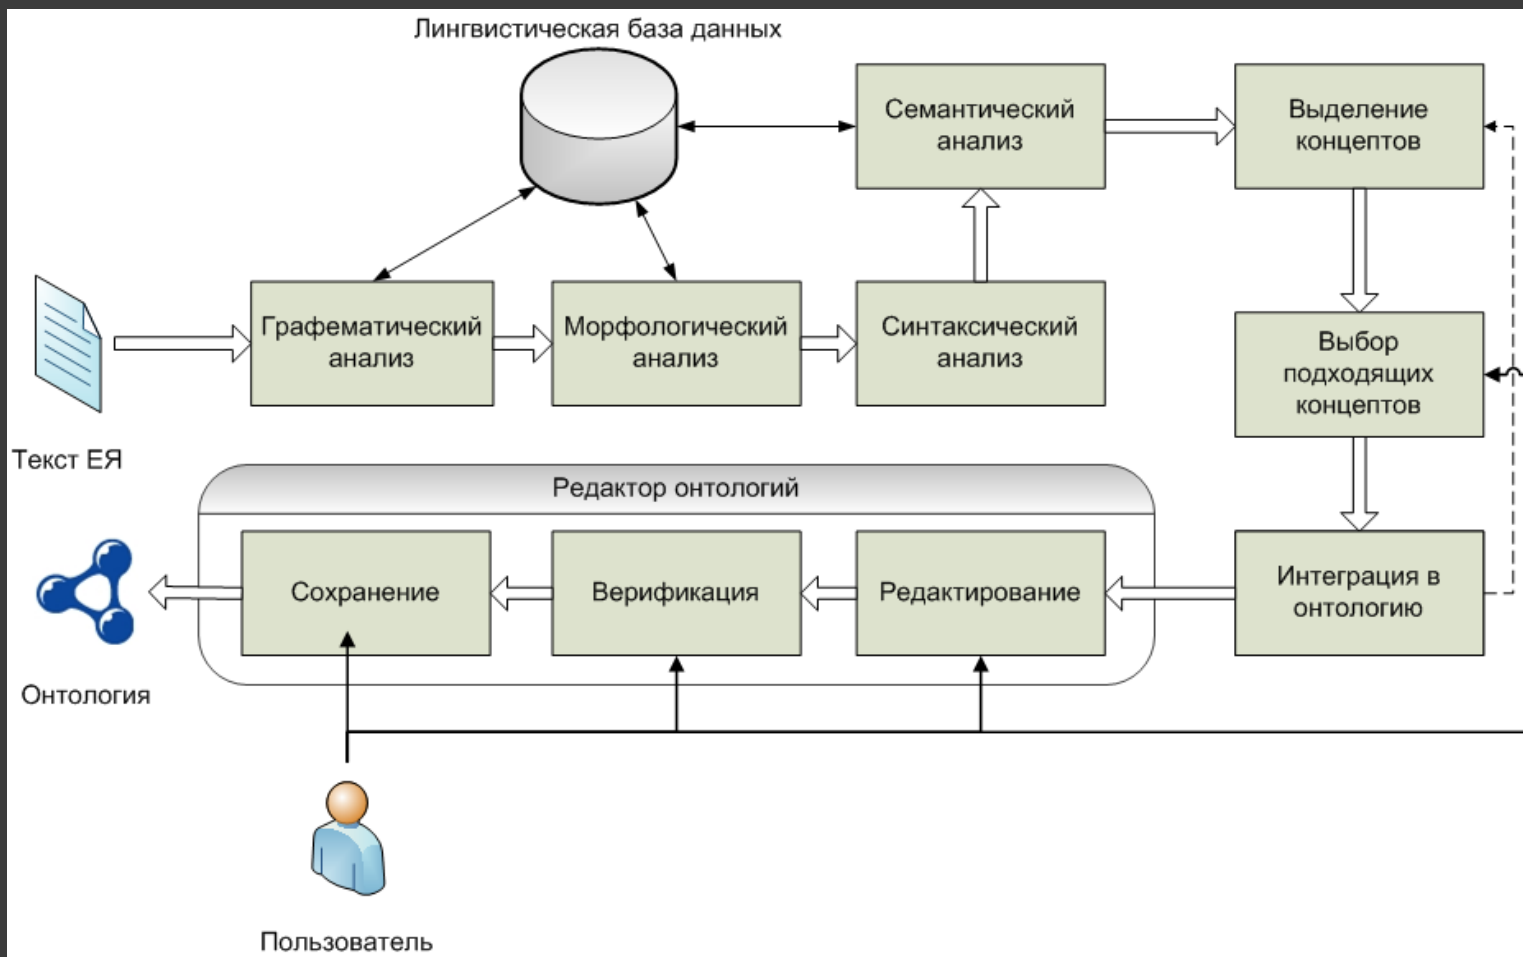 Лингвистическая база данных
Семантический
анализ
Выделение
концептов
Графематический
анализ
Морфологический
анализ
Синтаксический
анализ
Выбор
подходящих
концептов
Текст ЕЯ
Редактор онтологий
Сохранение
Верификация
Редактирование
Интеграция в
онтологию
Онтология
Пользователь